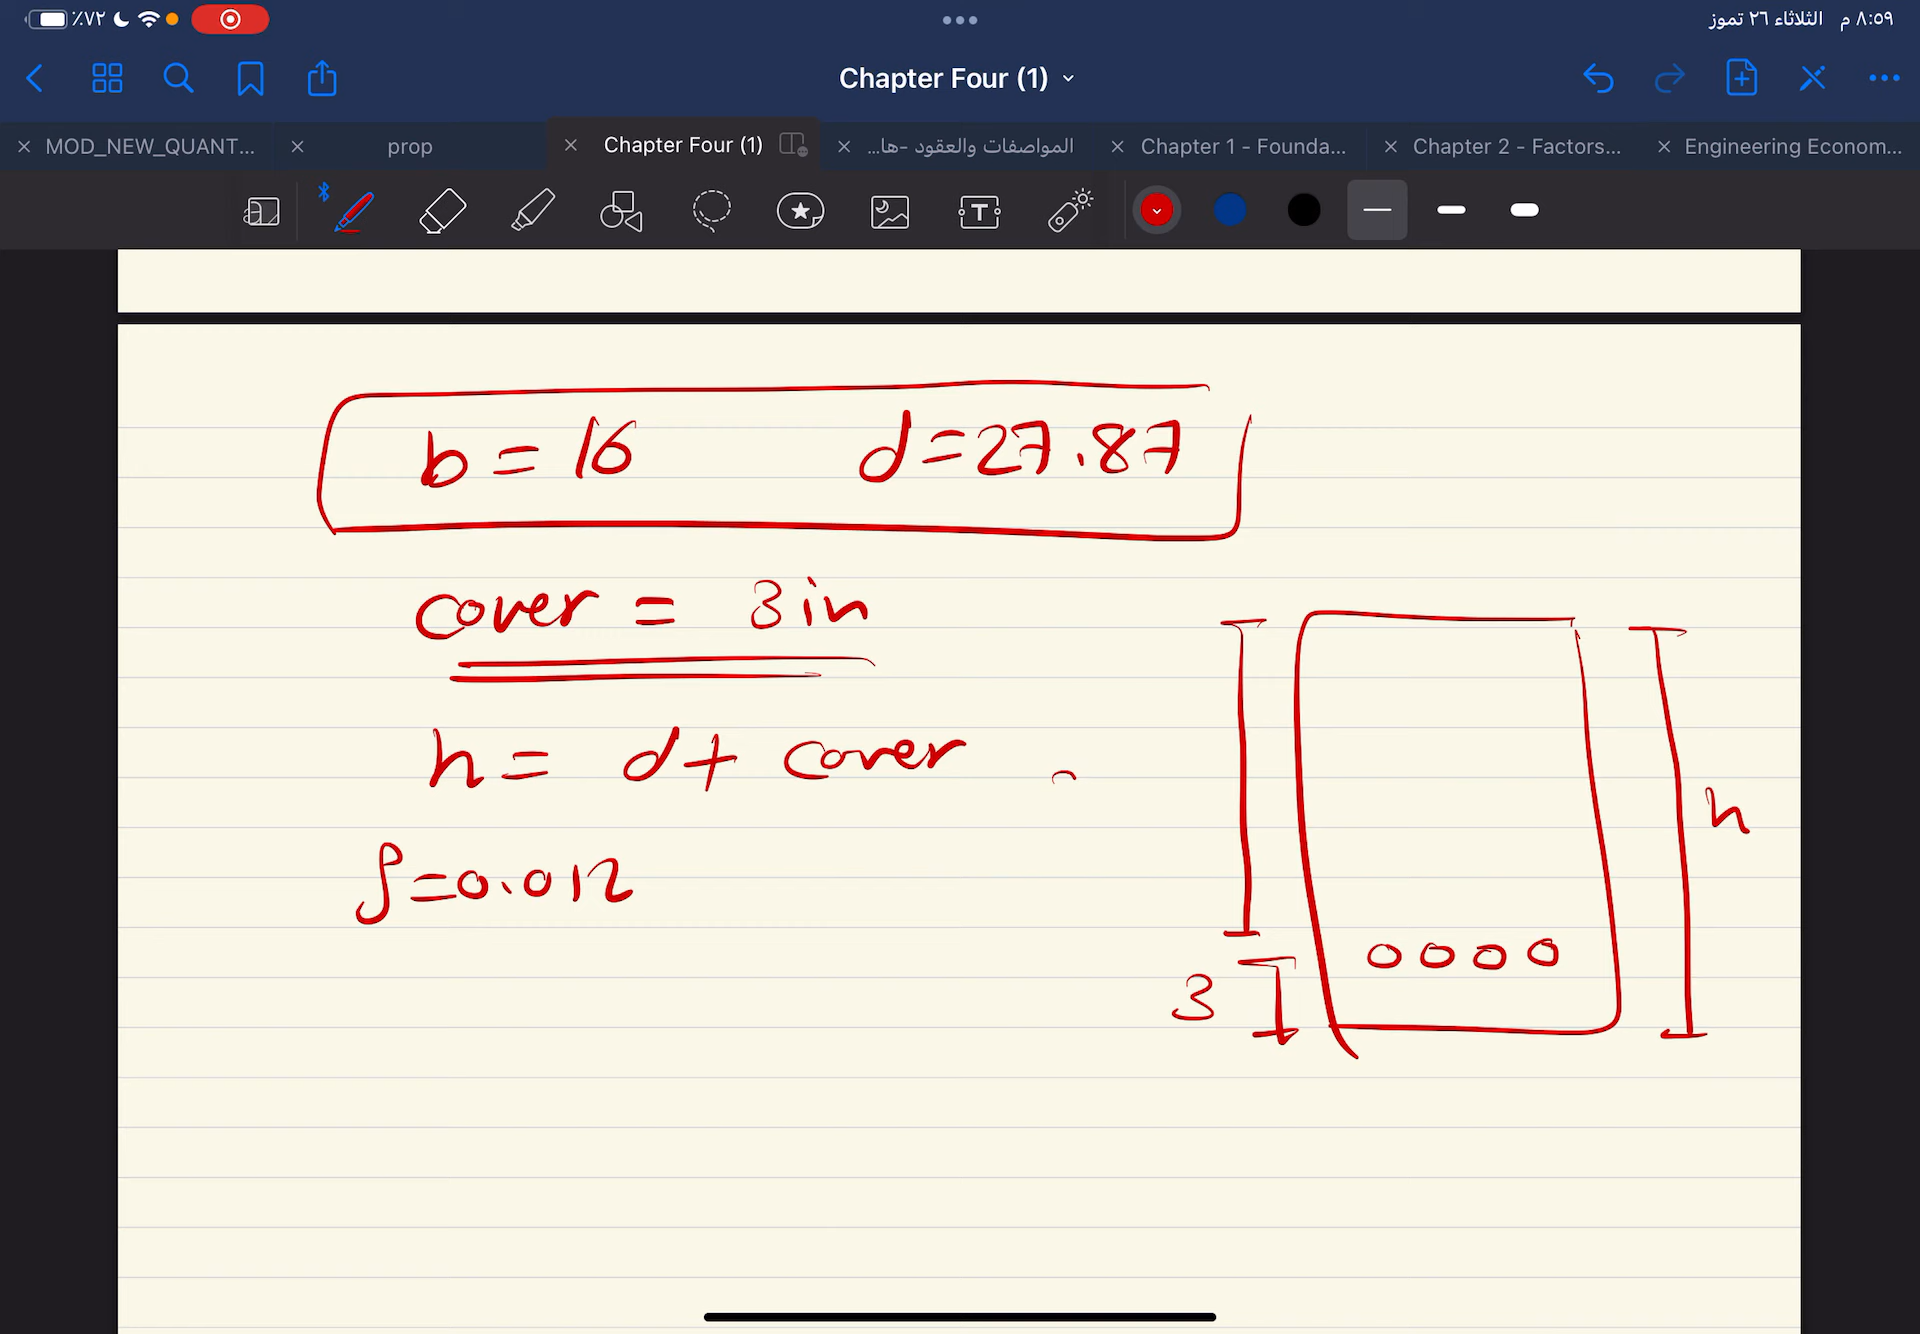 ٪٧٢
٨:٥٩ م الثلاثاء ٢٦ تموز
Chapter Four (1)
MOD_NEW_QUANT...
prop
Chapter Four (1)
المواصفات والعقود -ها...
Chapter 1 - Founda...
Chapter 2 - Factors...
Engineering Econom...
T
b = 16 d = 27.87
cover = 3 in
h = d + cover
ρ = 0.012
h
3